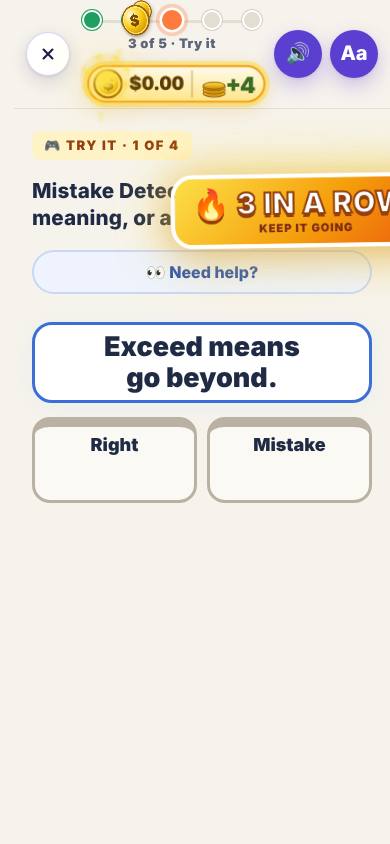 3 of 5 · Try it
$0.00
+4
Aa
TRY IT · 1 OF 4
Mistake
meaning, or a
3 IN A ROW
KEEP IT GOING
Need help?
Exceed means
go beyond.
Right
Mistake